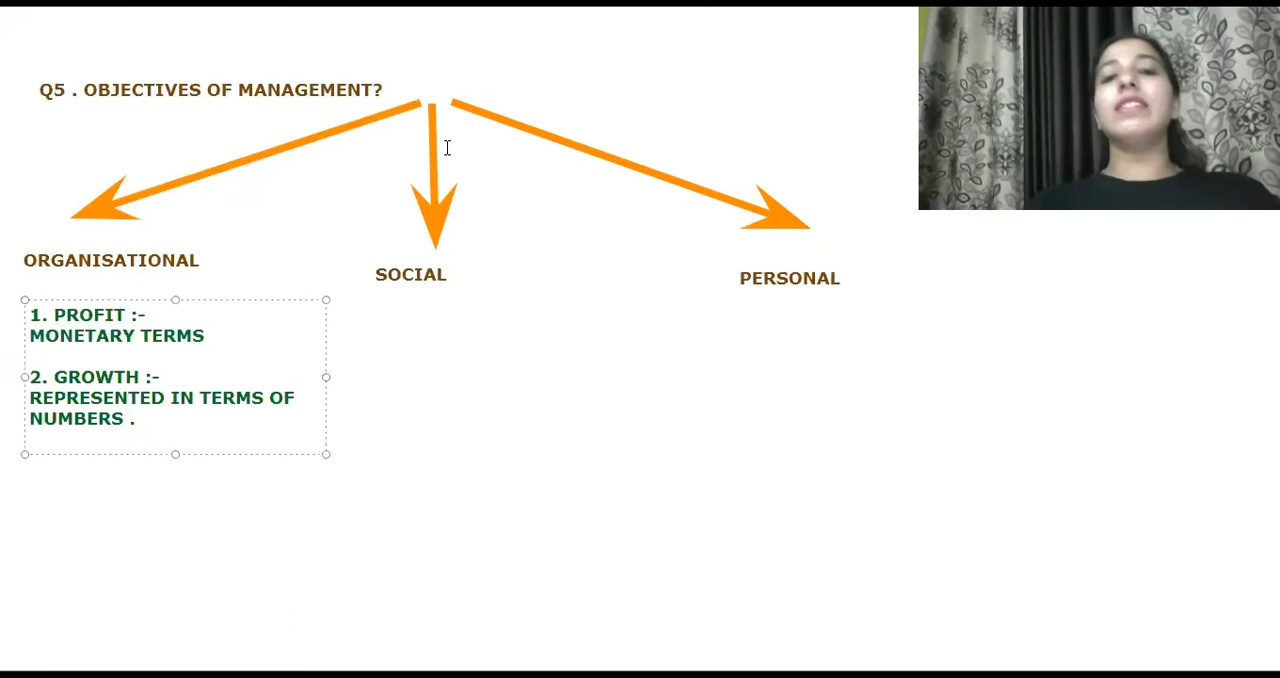 Q5 . OBJECTIVES OF MANAGEMENT?
ORGANISATIONAL
SOCIAL
PERSONAL
1. PROFIT :-
MONETARY TERMS
2. GROWTH :-
REPRESENTED IN TERMS OF
NUMBERS .